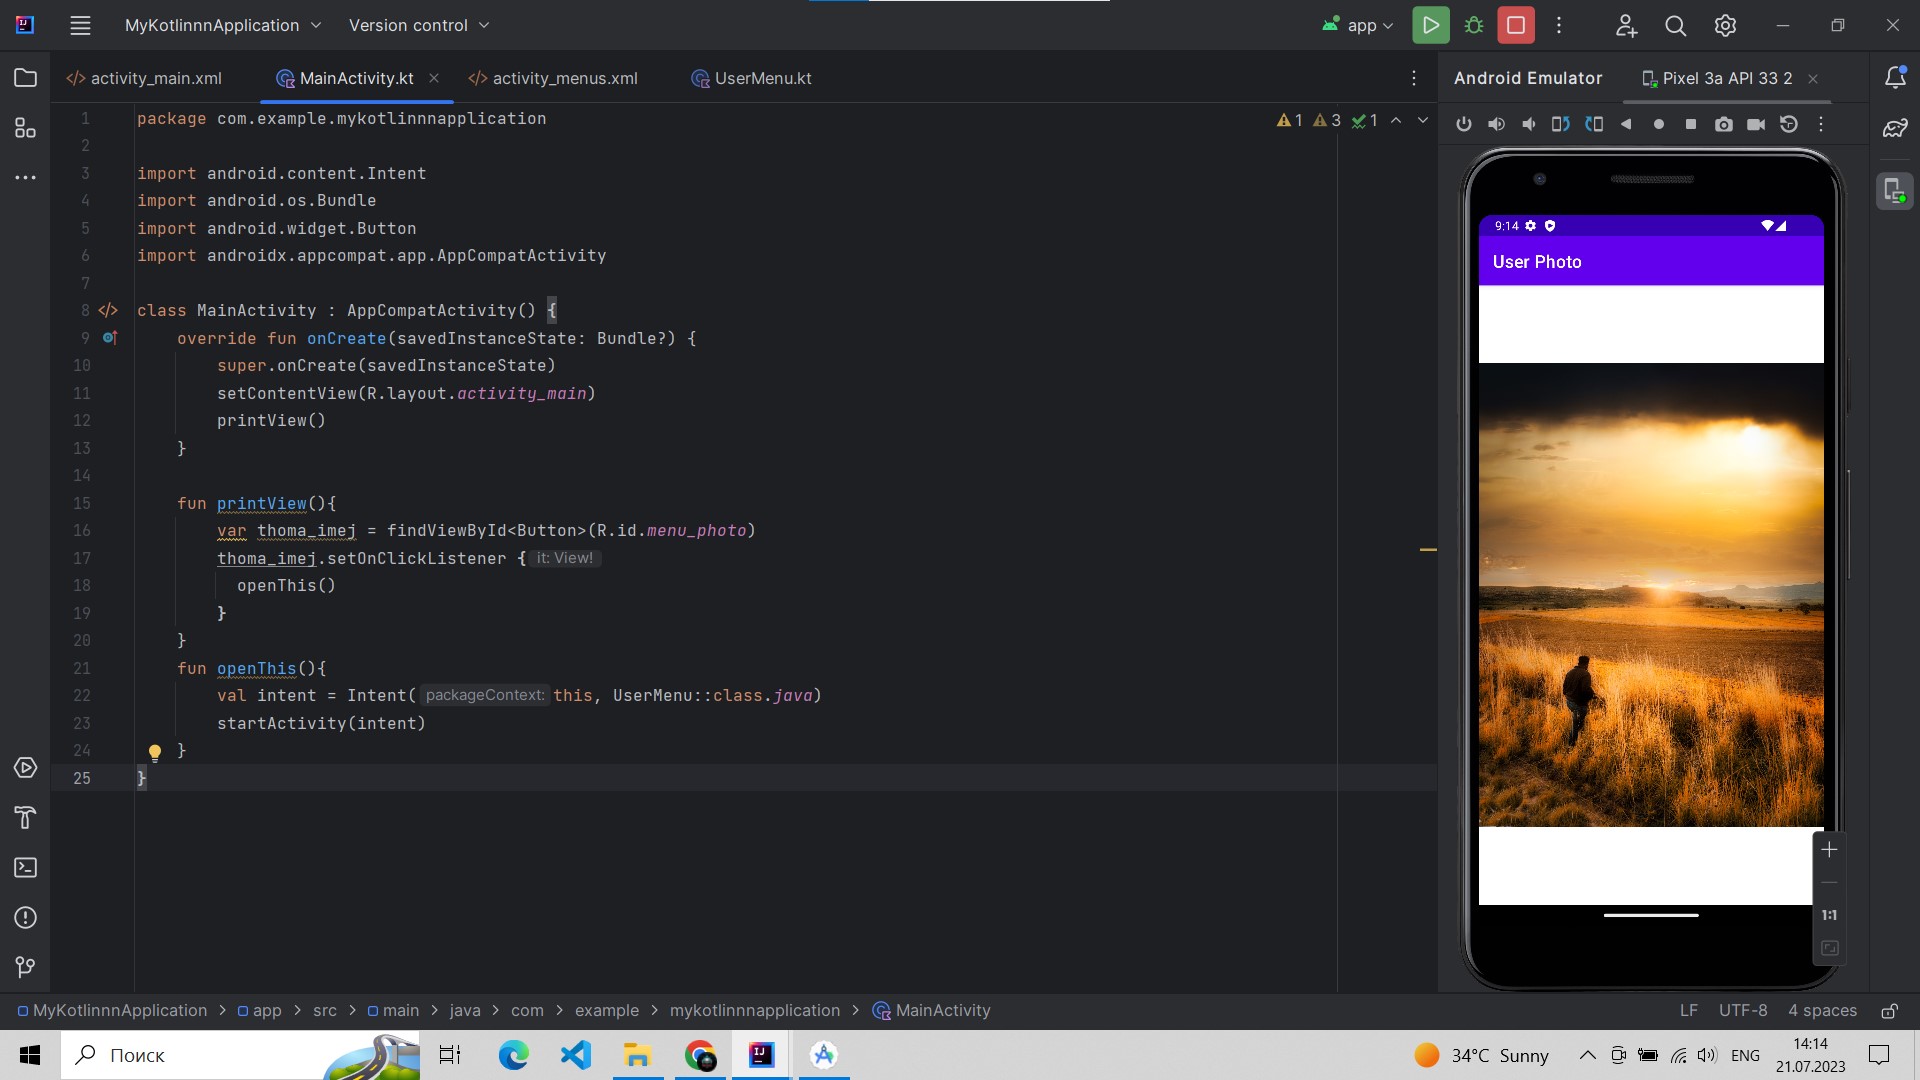 MyKotlinnnApplication
Version control
app
activity_main.xml
MainActivity.kt
activity_menus.xml
UserMenu.kt
Android Emulator
Pixel 3a API 33 2
1 package com.example.mykotlinnnapplication
1 3 1
2
3 import android.content.Intent
4 import android.os.Bundle
5 import android.widget.Button
6 import androidx.appcompat.app.AppCompatActivity
7
8 class MainActivity : AppCompatActivity() {
9 override fun onCreate(savedInstanceState: Bundle?) {
10 super.onCreate(savedInstanceState)
11 setContentView(R.layout.activity_main)
12 printView()
13 }
14
15 fun printView(){
16 var thoma_imej = findViewById<Button>(R.id.menu_photo)
17 thoma_imej.setOnClickListener { it: View!
18 openThis()
19 }
20 }
21 fun openThis(){
22 val intent = Intent( packageContext: this, UserMenu::class.java)
23 startActivity(intent)
24 }
25 }
9:14
User Photo
1:1
MyKotlinnnApplication > app > src > main > java > com > example > mykotlinnnapplication > MainActivity
LF UTF-8 4 spaces
Поиск
34°C Sunny
ENG
14:14
21.07.2023